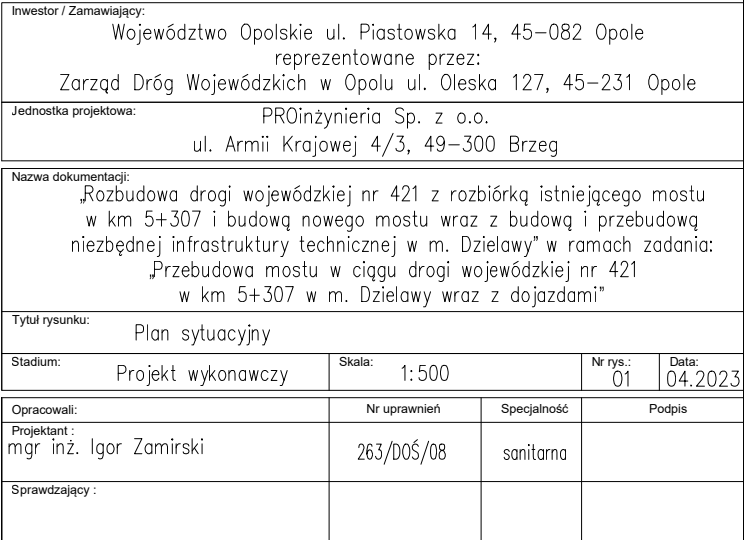 Inwestor / Zamawiający:
Województwo Opolskie ul. Piastowska 14, 45-082 Opole
reprezentowane przez:
Zarząd Dróg Wojewódzkich w Opolu ul. Oleska 127, 45-231 Opole
Jednostka projektowa:
PROinżynieria Sp. z o.o.
ul. Armii Krajowej 4/3, 49-300 Brzeg
Nazwa dokumentacji:
„Rozbudowa drogi wojewódzkiej nr 421 z rozbiórką istniejącego mostu
w km 5+307 i budową nowego mostu wraz z budową i przebudową
niezbędnej infrastruktury technicznej w m. Dzielawy” w ramach zadania:
„Przebudowa mostu w ciągu drogi wojewódzkiej nr 421
w km 5+307 w m. Dzielawy wraz z dojazdami”
Tytuł rysunku:
Plan sytuacyjny
Stadium: Skala: Nr rys.: Data:
Projekt wykonawczy 1:500 01 04.2023
Opracowali: Nr uprawnień Specjalność Podpis
Projektant :
mgr inż. Igor Zamirski 263/DOŚ/08 sanitarna
Sprawdzający :